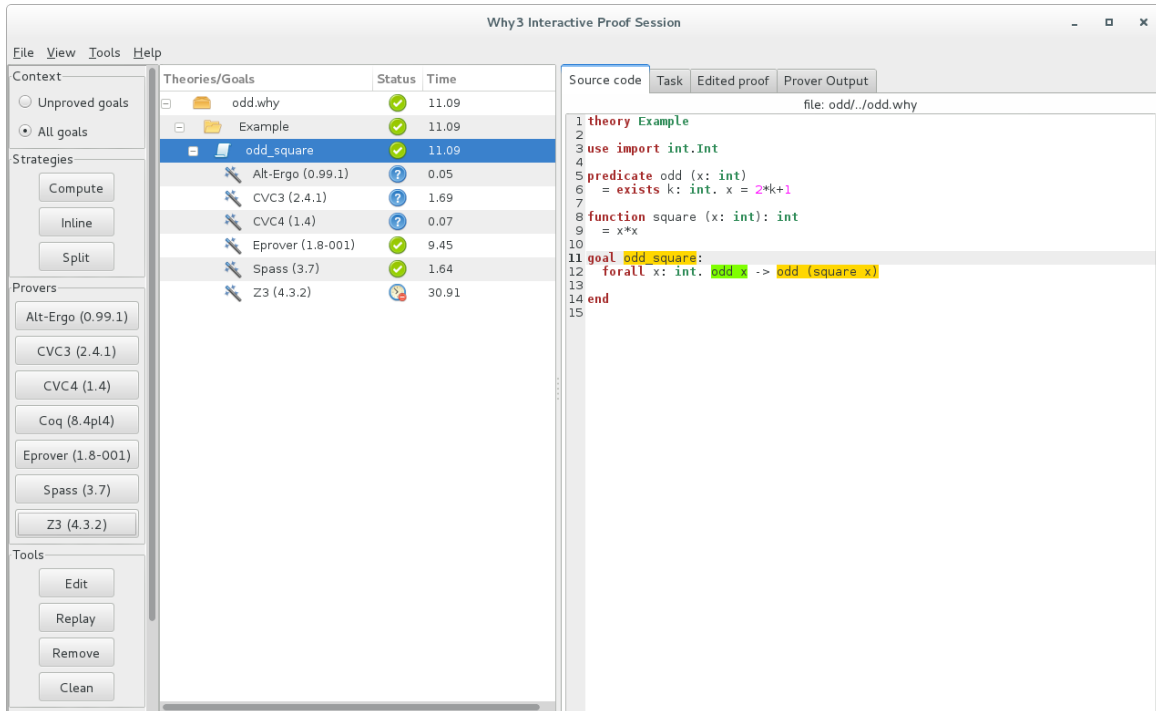 Why3 Interactive Proof Session
File View Tools Help
Context
Unproved goals
All goals
Strategies
Compute
Inline
Split
Provers
Alt-Ergo (0.99.1)
CVC3 (2.4.1)
CVC4 (1.4)
Coq (8.4pl4)
Eprover (1.8-001)
Spass (3.7)
Z3 (4.3.2)
Tools
Edit
Replay
Remove
Clean
Theories/Goals Status Time
odd.why 11.09
Example 11.09
odd_square 11.09
Alt-Ergo (0.99.1) 0.05
CVC3 (2.4.1) 1.69
CVC4 (1.4) 0.07
Eprover (1.8-001) 9.45
Spass (3.7) 1.64
Z3 (4.3.2) 30.91
Source code Task Edited proof Prover Output
file: odd/../odd.why
1 theory Example
2
3 use import int.Int
4
5 predicate odd (x: int)
6 = exists k: int. x = 2*k+1
7
8 function square (x: int): int
9 = x*x
10
11 goal odd_square:
12 forall x: int. odd x -> odd (square x)
13
14 end
15